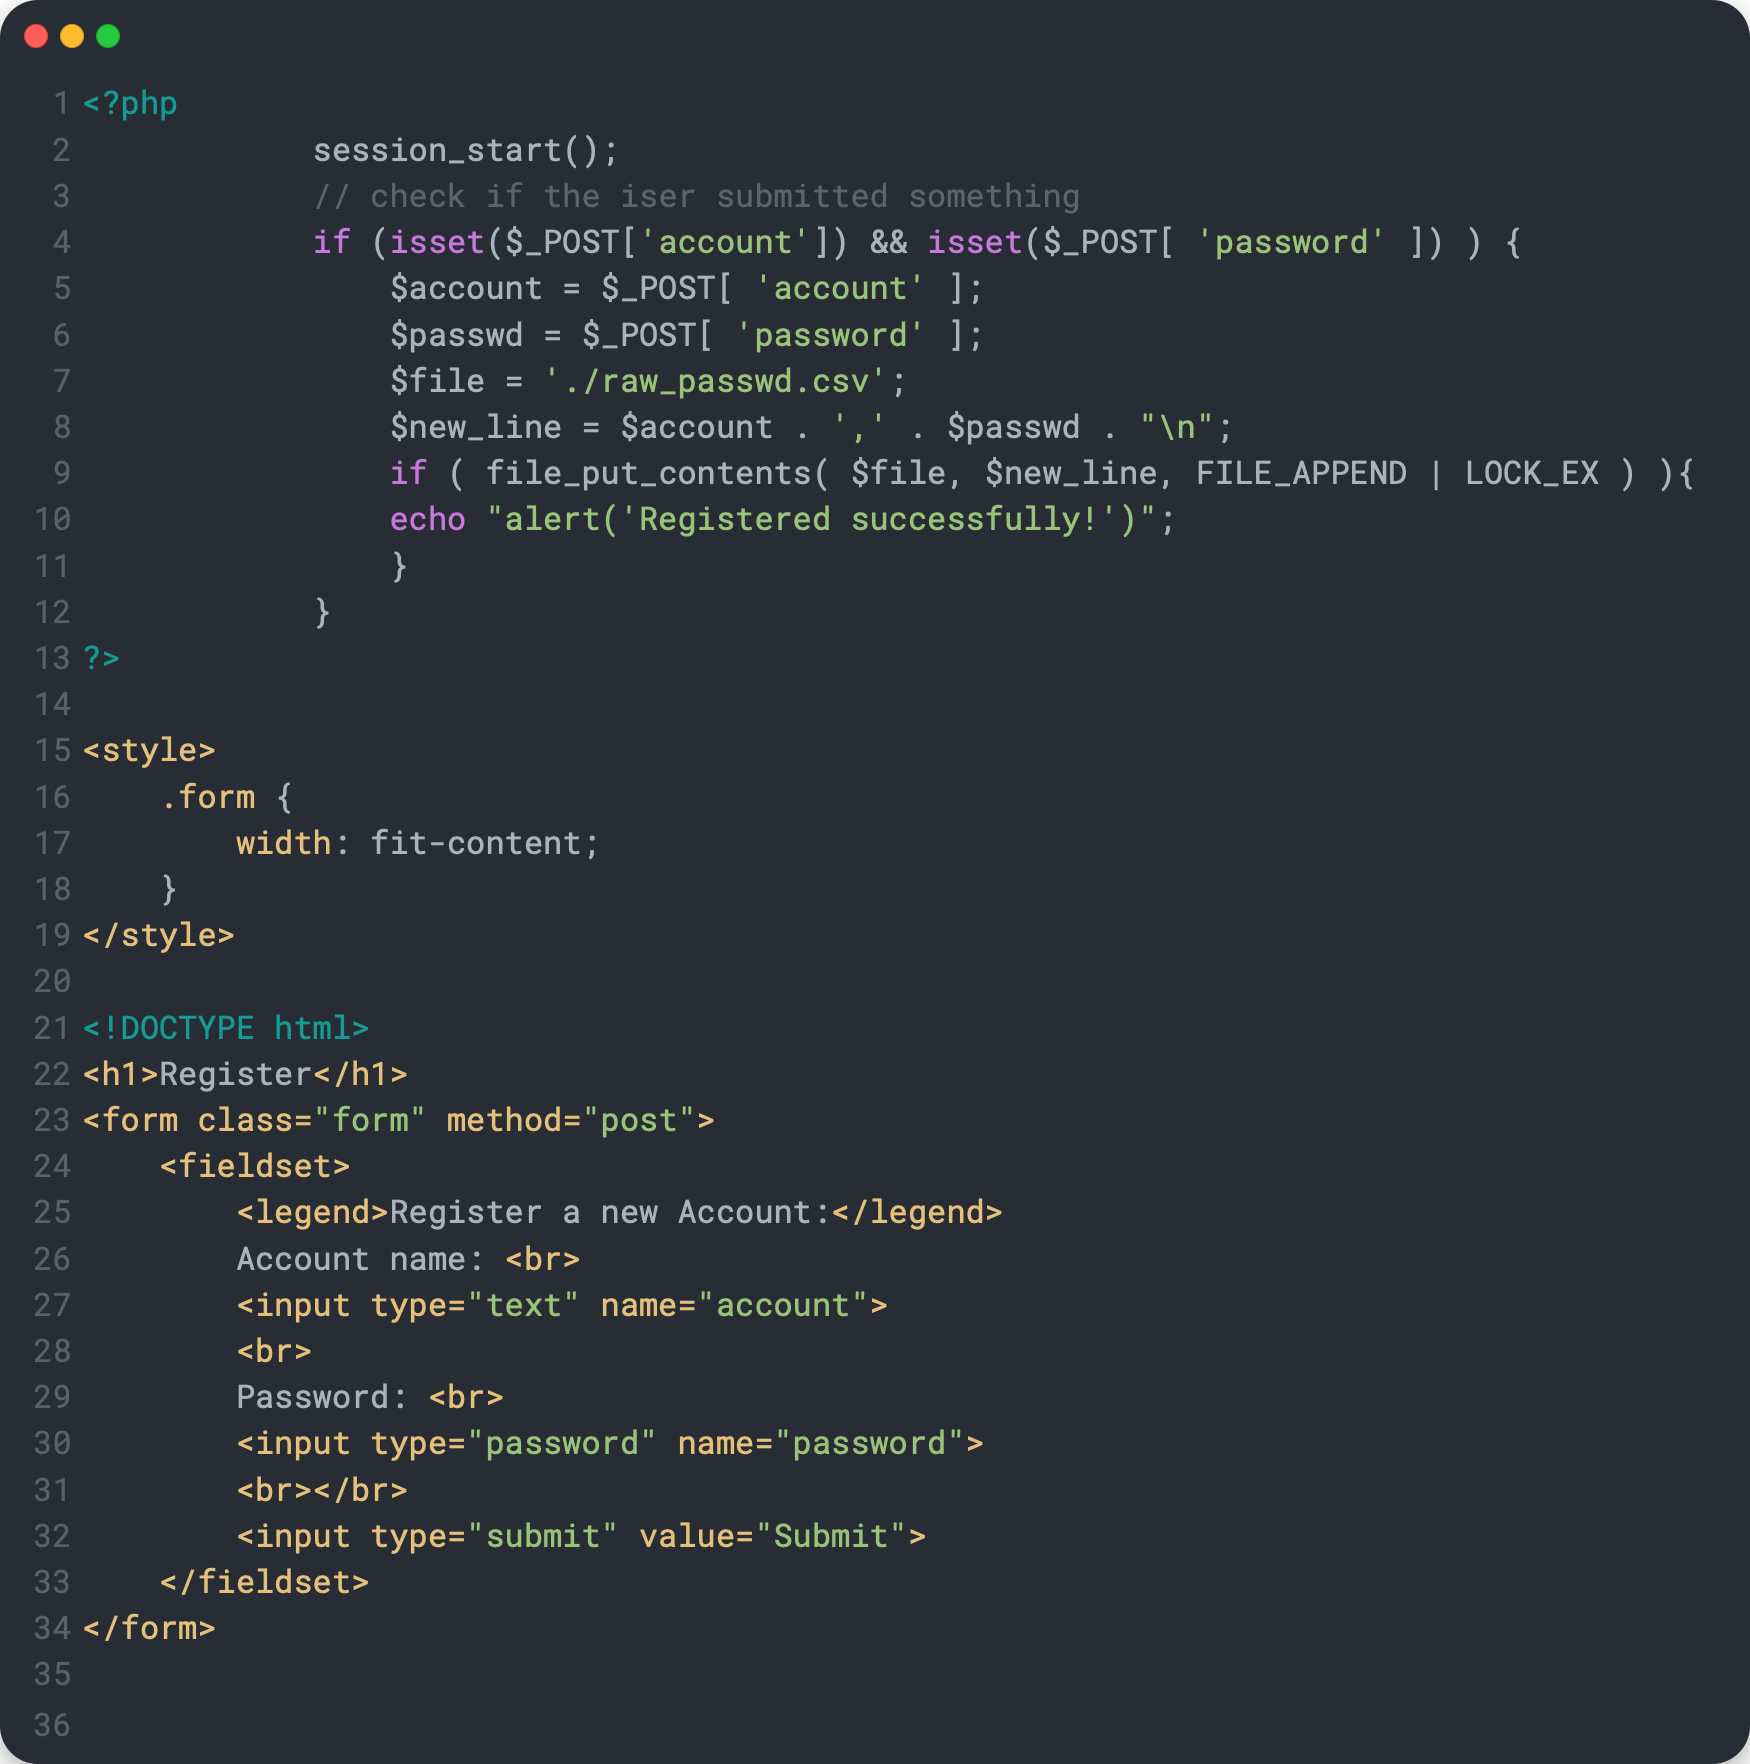 1 <?php
2             session_start();
3             // check if the iser submitted something
4             if (isset($_POST['account']) && isset($_POST[ 'password' ]) ) {
5                 $account = $_POST[ 'account' ];
6                 $passwd = $_POST[ 'password' ];
7                 $file = './raw_passwd.csv';
8                 $new_line = $account . ',' . $passwd . "\n";
9                 if ( file_put_contents( $file, $new_line, FILE_APPEND | LOCK_EX ) ){
10                 echo "alert('Registered successfully!')";
11                 }
12             }
13 ?>
14
15 <style>
16     .form {
17         width: fit-content;
18     }
19 </style>
20
21 <!DOCTYPE html>
22 <h1>Register</h1>
23 <form class="form" method="post">
24     <fieldset>
25         <legend>Register a new Account:</legend>
26         Account name: <br>
27         <input type="text" name="account">
28         <br>
29         Password: <br>
30         <input type="password" name="password">
31         <br></br>
32         <input type="submit" value="Submit">
33     </fieldset>
34 </form>
35
36